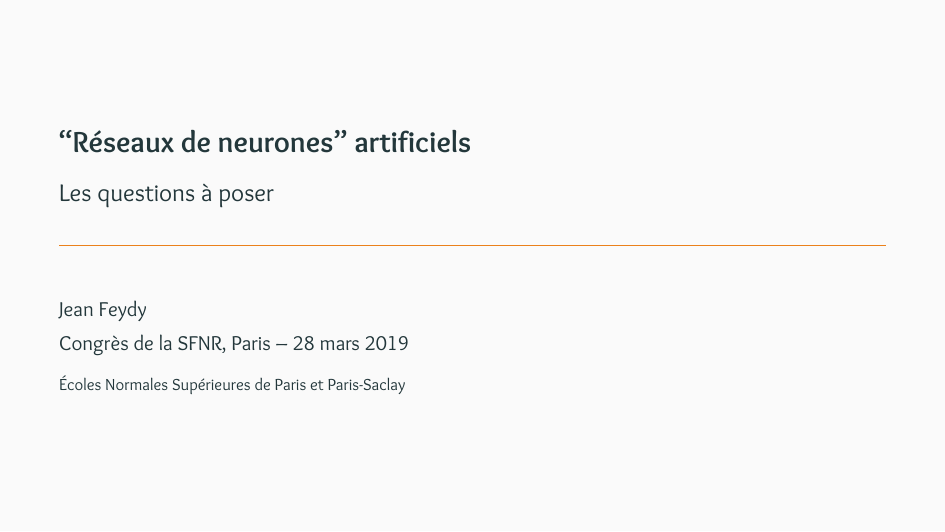 “Réseaux de neurones” artificiels
Les questions à poser
Jean Feydy
Congrès de la SFNR, Paris – 28 mars 2019
Écoles Normales Supérieures de Paris et Paris-Saclay